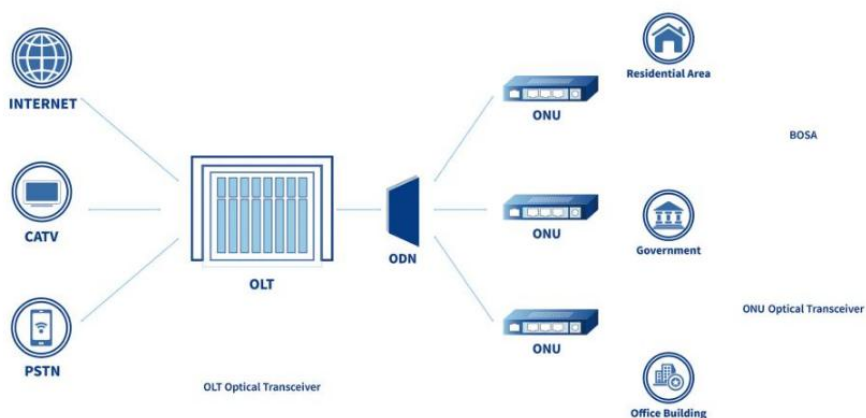 INTERNET
CATV
PSTN
OLT
OLT Optical Transceiver
ODN
ONU
ONU
ONU
Residential Area
Government
Office Building
BOSA
ONU Optical Transceiver